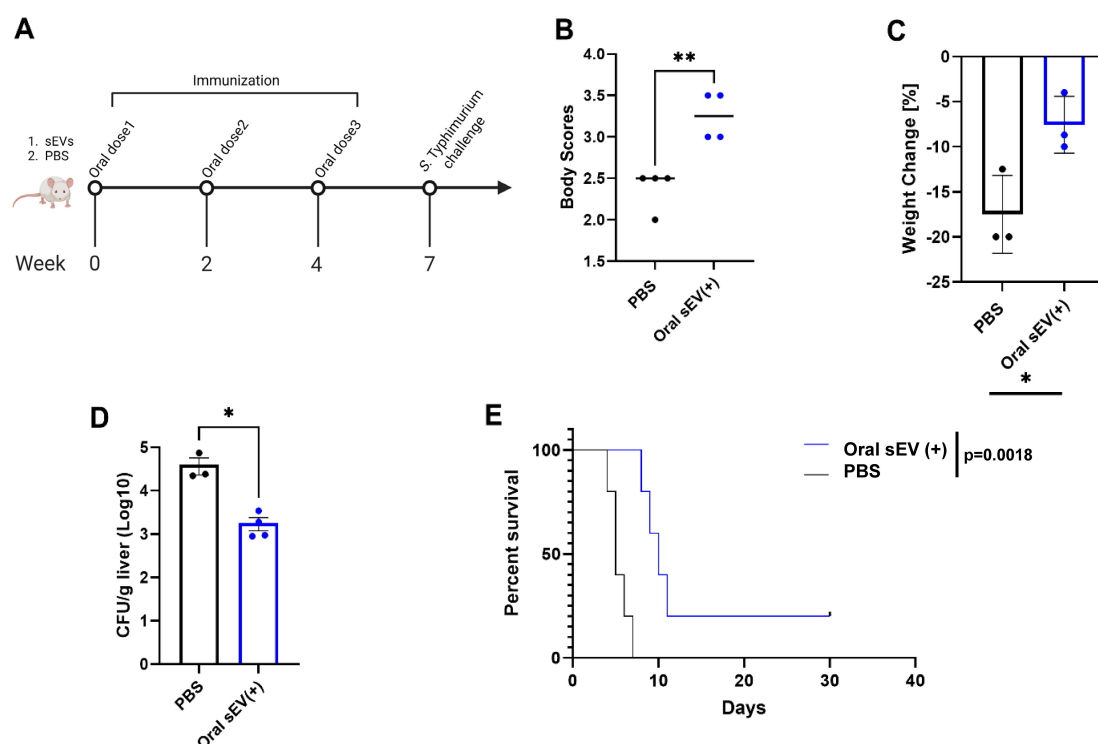 A
Immunization
1. sEVs
2. PBS
Oral dose1
Oral dose2
Oral dose3
S. Typhimurium
challenge
Week 0 2 4 7
B
**
Body Scores
4.0
3.5
3.0
2.5
2.0
1.5
PBS
Oral sEV(+)
C
Weight Change [%]
0
-5
-10
-15
-20
-25
PBS
Oral sEV(+)
*
D
*
CFU/g liver (Log10)
5
4
3
2
1
0
PBS
Oral sEV(+)
E
Percent survival
100
50
0
0 10 20 30 40
Days
Oral sEV (+)
PBS
p=0.0018